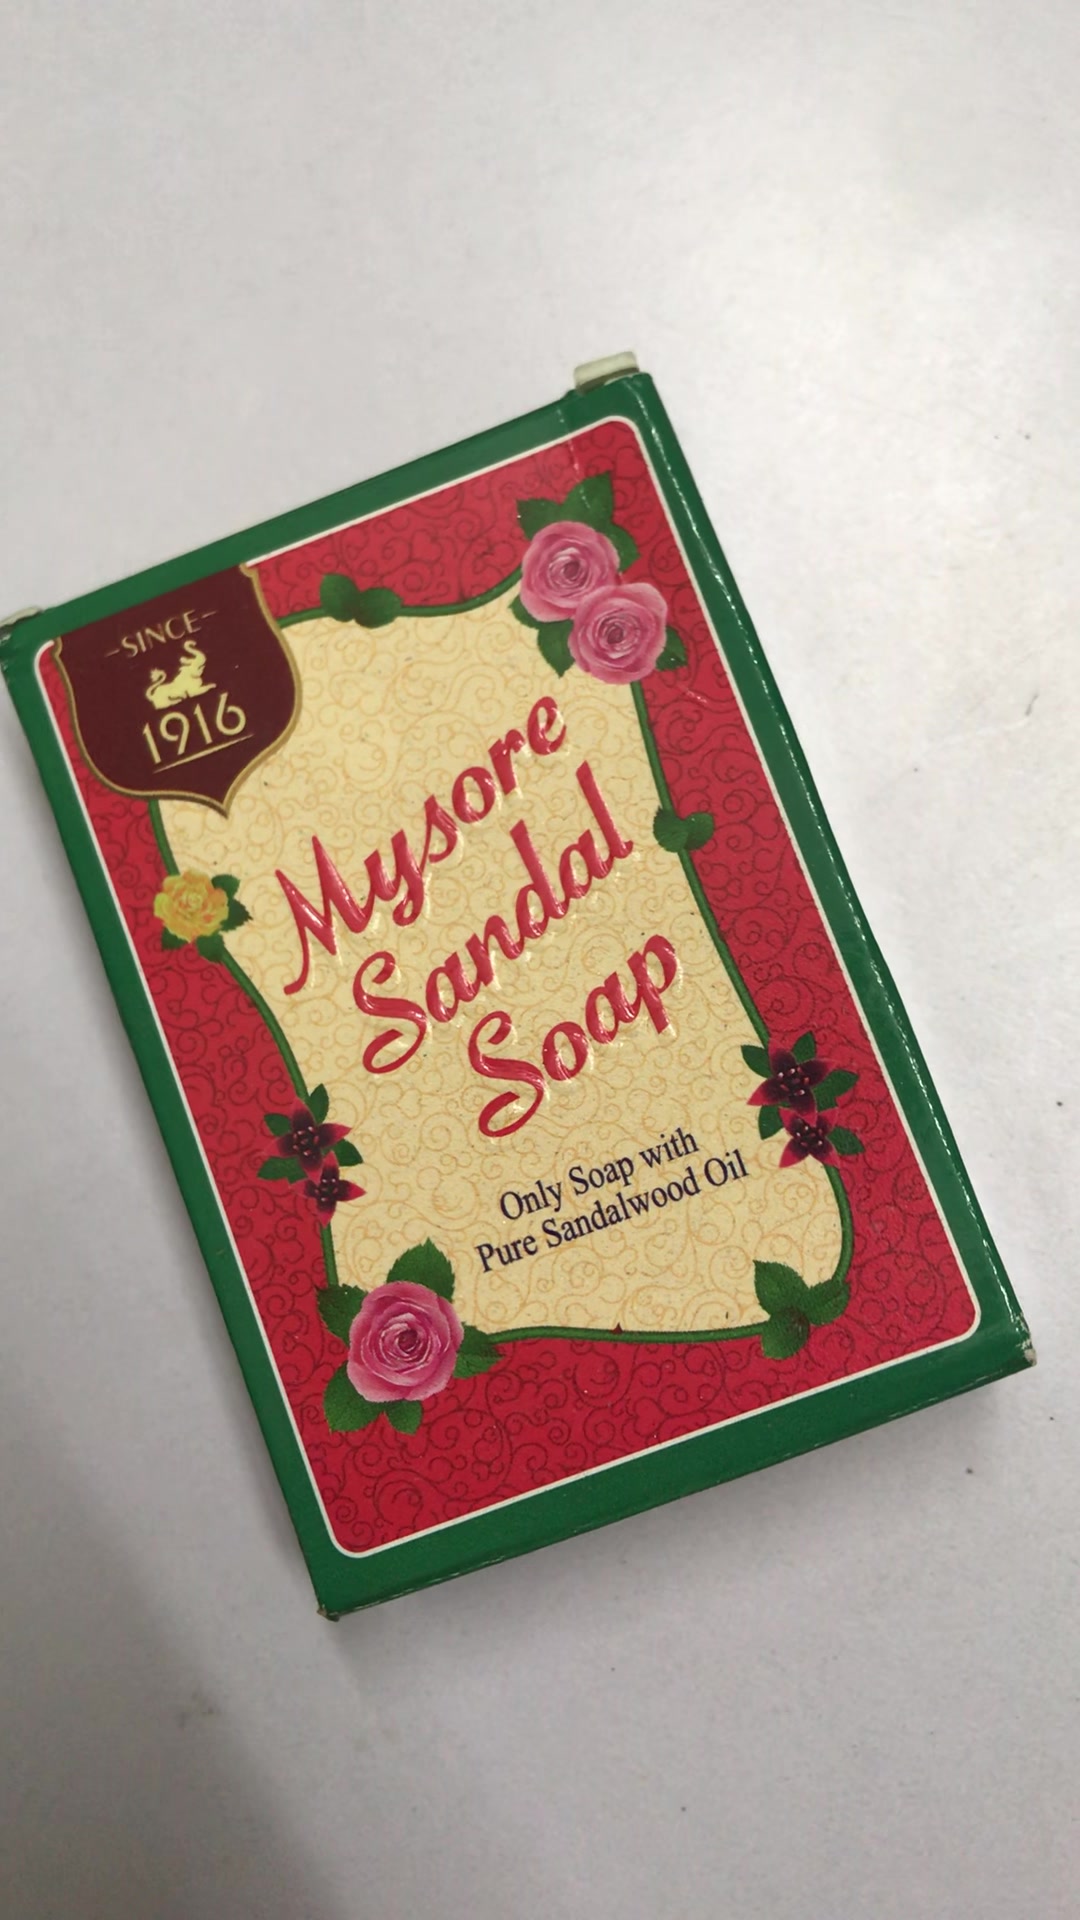 -SINCE-
1916
Mysore
Sandal
Soap
Only Soap with
Pure Sandalwood Oil